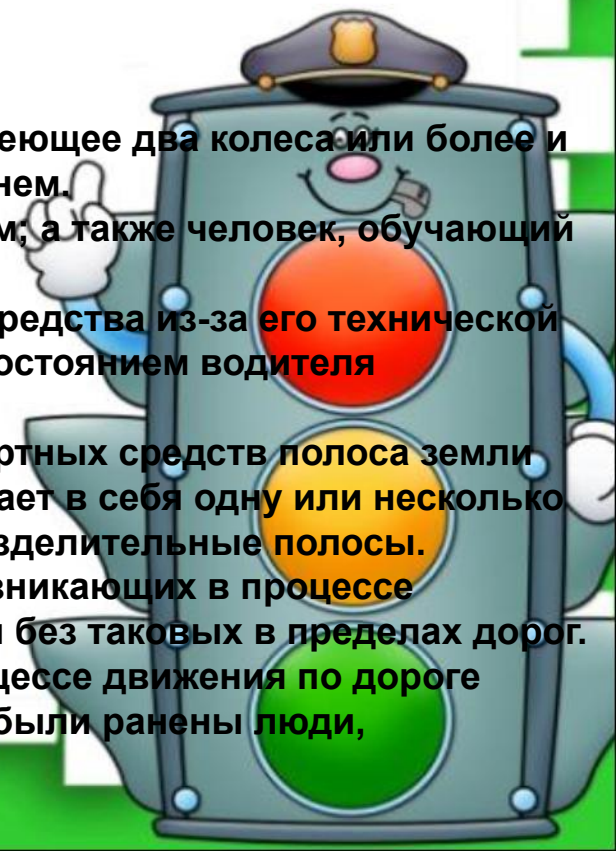 еющее два колеса или более и
нем.
м; а также человек, обучающий
редства из-за его технической
остоянием водителя
ртных средств полоса земли
ает в себя одну или несколько
зделительные полосы.
зникающих в процессе
и без таковых в пределах дорог.
цессе движения по дороге
были ранены люди,